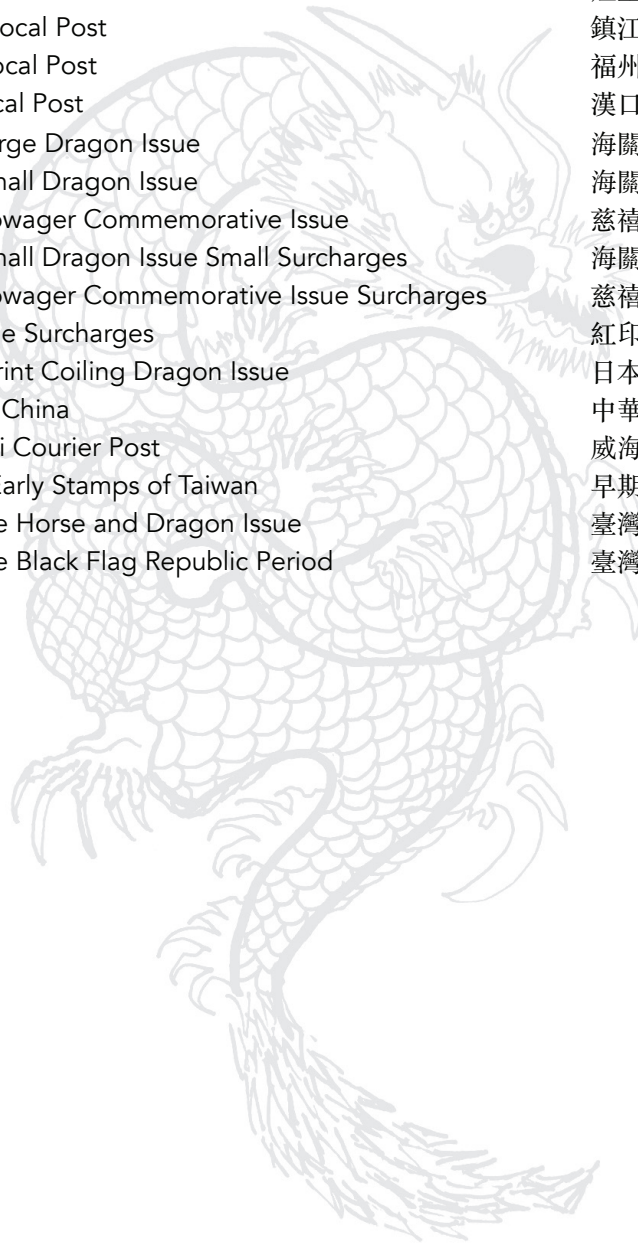 ocal Post 鎮江
ocal Post 福州
cal Post 漢口
rge Dragon Issue 海關
nall Dragon Issue 海關
owager Commemorative Issue 慈禧
nall Dragon Issue Small Surcharges 海關
owager Commemorative Issue Surcharges 慈禧
e Surcharges 紅印
rint Coiling Dragon Issue 日本
China 中華
i Courier Post 威海
Early Stamps of Taiwan 早期
e Horse and Dragon Issue 臺灣
e Black Flag Republic Period 臺灣